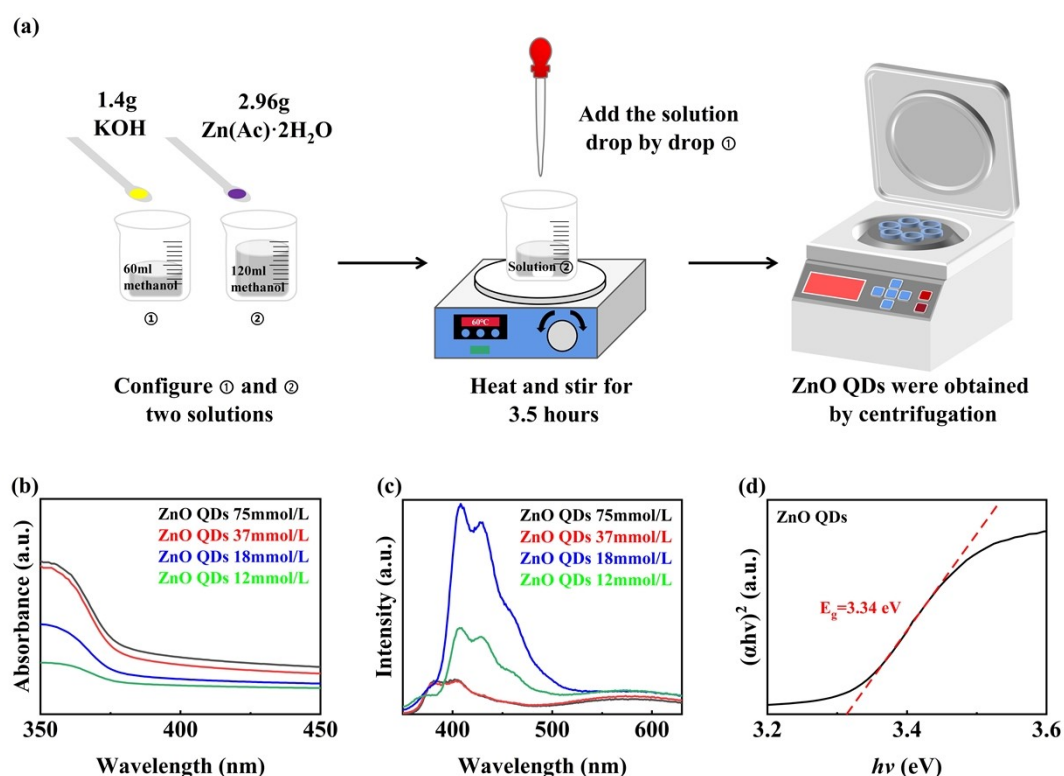 (a)
1.4g
KOH
2.96g
Zn(Ac)·2H₂O
60ml
methanol
120ml
methanol
①
②
Configure ① and ②
two solutions
Add the solution
drop by drop ①
Solution ②
60℃
Heat and stir for
3.5 hours
ZnO QDs were obtained
by centrifugation
(b)
ZnO QDs 75mmol/L
ZnO QDs 37mmol/L
ZnO QDs 18mmol/L
ZnO QDs 12mmol/L
Absorbance (a.u.)
350 400 450
Wavelength (nm)
(c)
ZnO QDs 75mmol/L
ZnO QDs 37mmol/L
ZnO QDs 18mmol/L
ZnO QDs 12mmol/L
Intensity (a.u.)
400 500 600
Wavelength (nm)
(d)
ZnO QDs
E_g=3.34 eV
(αhν)² (a.u.)
3.2 3.4 3.6
hν (eV)